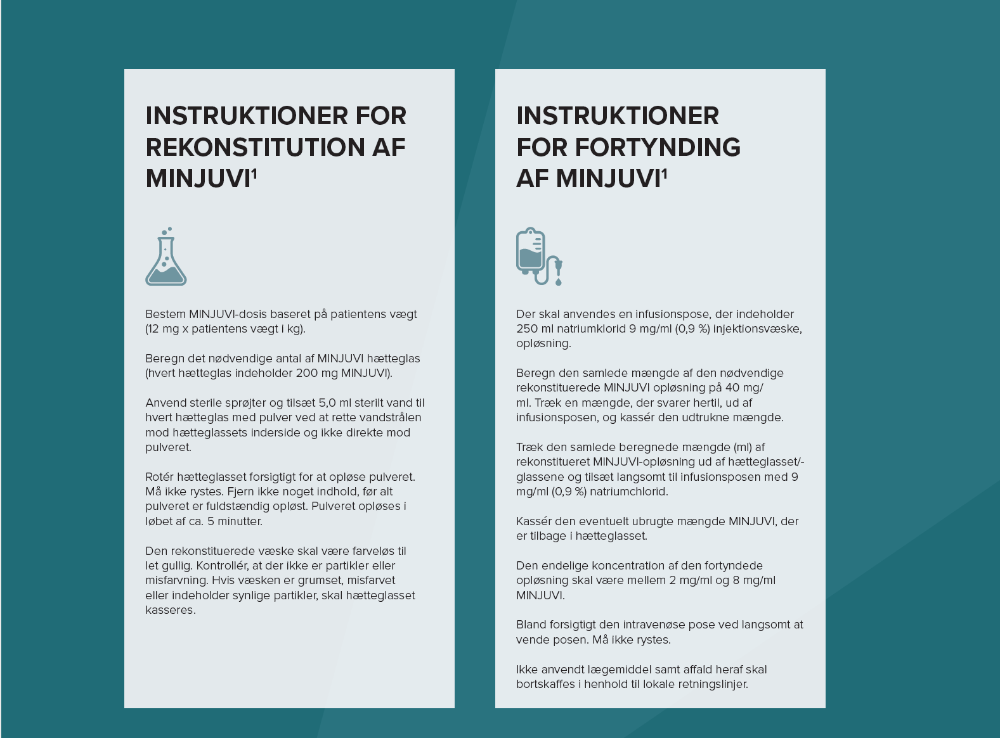 INSTRUKTIONER FOR
REKONSTITUTION AF
MINJUVI¹
Bestem MINJUVI-dosis baseret på patientens vægt
(12 mg x patientens vægt i kg).
Beregn det nødvendige antal af MINJUVI hætteglas
(hvert hætteglas indeholder 200 mg MINJUVI).
Anvend sterile sprøjter og tilsæt 5,0 ml sterilt vand til
hvert hætteglas med pulver ved at rette vandstrålen
mod hætteglassets inderside og ikke direkte mod
pulveret.
Rotér hætteglasset forsigtigt for at opløse pulveret.
Må ikke rystes. Fjern ikke noget indhold, før alt
pulveret er fuldstændig opløst. Pulveret opløses i
løbet af ca. 5 minutter.
Den rekonstituerede væske skal være farveløs til
let gullig. Kontrollér, at der ikke er partikler eller
misfarvning. Hvis væsken er grumset, misfarvet
eller indeholder synlige partikler, skal hætteglasset
kasseres.
INSTRUKTIONER
FOR FORTYNDING
AF MINJUVI¹
Der skal anvendes en infusionspose, der indeholder
250 ml natriumklorid 9 mg/ml (0,9 %) injektionsvæske,
opløsning.
Beregn den samlede mængde af den nødvendige
rekonstituerede MINJUVI opløsning på 40 mg/
ml. Træk en mængde, der svarer hertil, ud af
infusionsposen, og kassér den udtrukne mængde.
Træk den samlede beregnede mængde (ml) af
rekonstitueret MINJUVI-opløsning ud af hætteglasset/-
glassene og tilsæt langsomt til infusionsposen med 9
mg/ml (0,9 %) natriumchlorid.
Kassér den eventuelt ubrugte mængde MINJUVI, der
er tilbage i hætteglasset.
Den endelige koncentration af den fortyndede
opløsning skal være mellem 2 mg/ml og 8 mg/ml
MINJUVI.
Bland forsigtigt den intravenøse pose ved langsomt at
vende posen. Må ikke rystes.
Ikke anvendt lægemiddel samt affald heraf skal
bortskaffes i henhold til lokale retningslinjer.